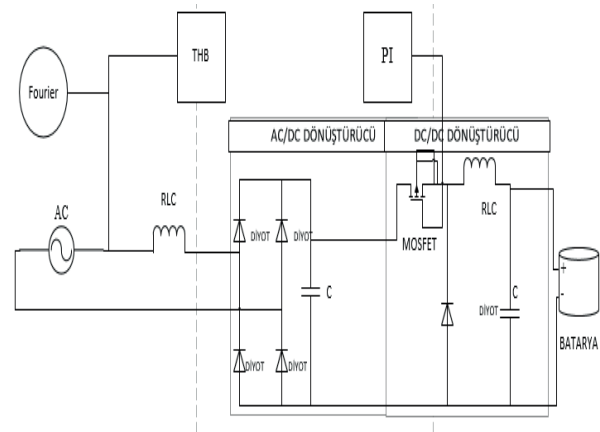 THB
PI
Fourier
AC/DC DÖNÜŞTÜRÜCÜ
DC/DC DÖNÜŞTÜRÜCÜ
RLC
AC
RLC
DİYOT
DİYOT
MOSFET
C
C
DİYOT
+
-
BATARYA
DİYOT
DİYOT